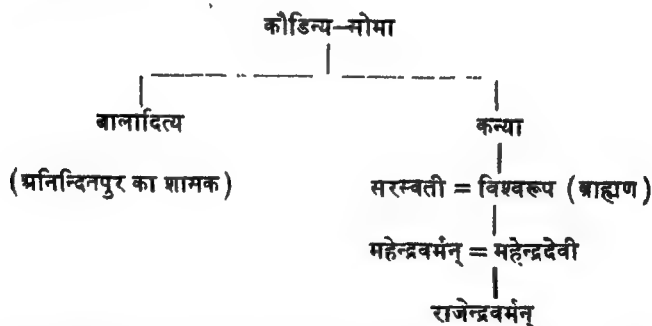 कौडिन्य—सोमा
बालादित्य कन्या
(अनिन्दितपुर का शासक) सरस्वती = विश्वरूप (ब्राह्मण)
महेन्द्रवर्मन् = महेन्द्रदेवी
राजेन्द्रवर्मन्